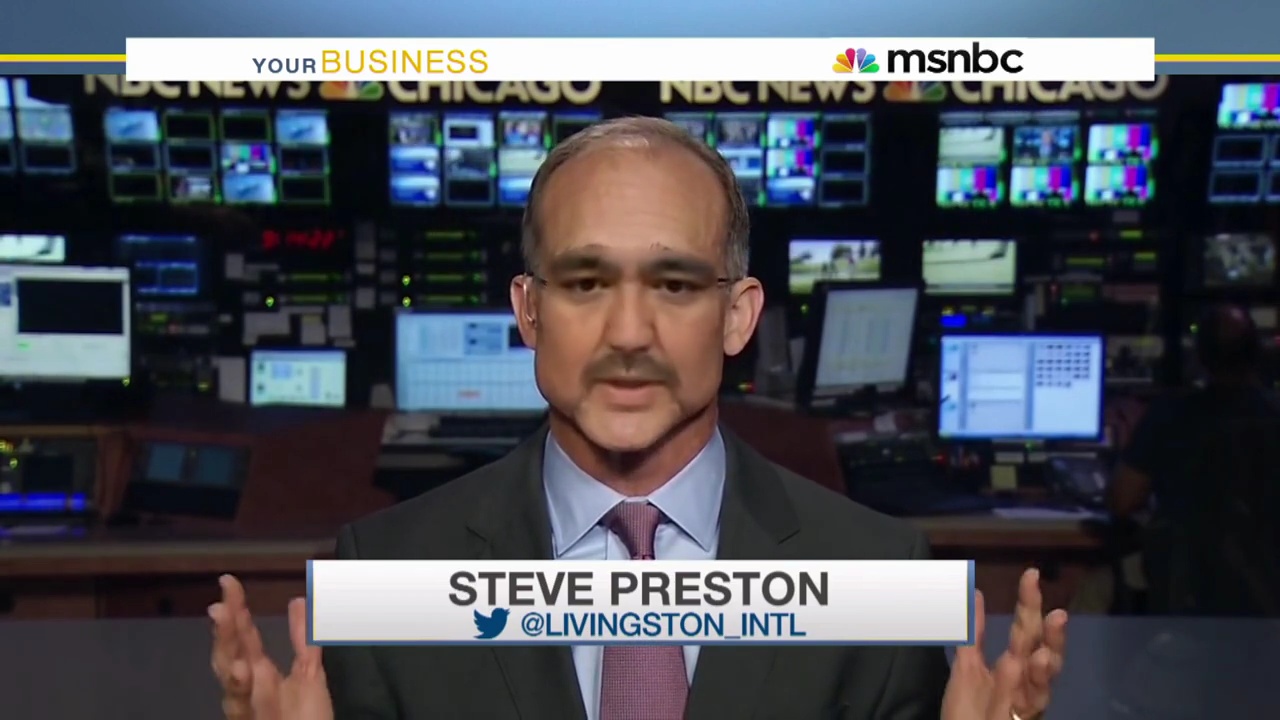 YOUR BUSINESS
msnbc
NBC NEWS CHICAGO NBC NEWS CHICAGO
STEVE PRESTON
@LIVINGSTON_INTL